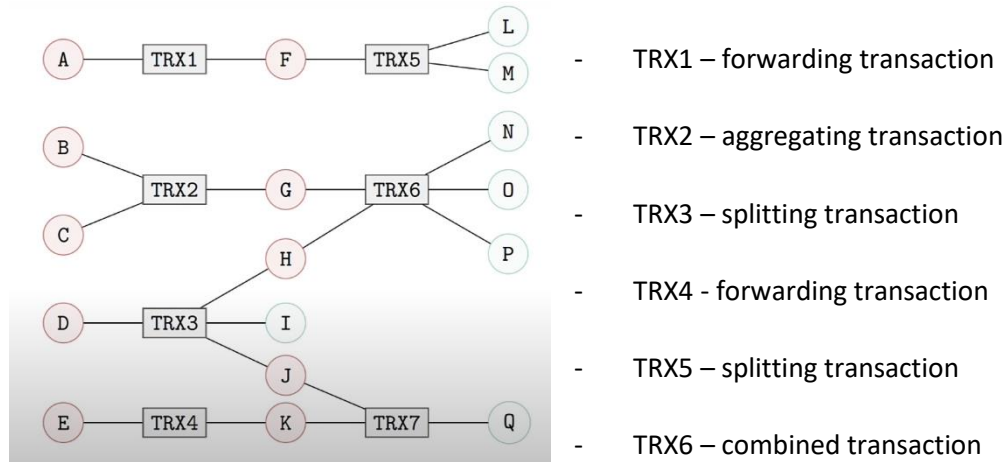 L
A TRX1 F TRX5
M
N
B
TRX2 G TRX6 O
C
H P
D TRX3 I
J
E TRX4 K TRX7 Q
- TRX1 – forwarding transaction
- TRX2 – aggregating transaction
- TRX3 – splitting transaction
- TRX4 - forwarding transaction
- TRX5 – splitting transaction
- TRX6 – combined transaction